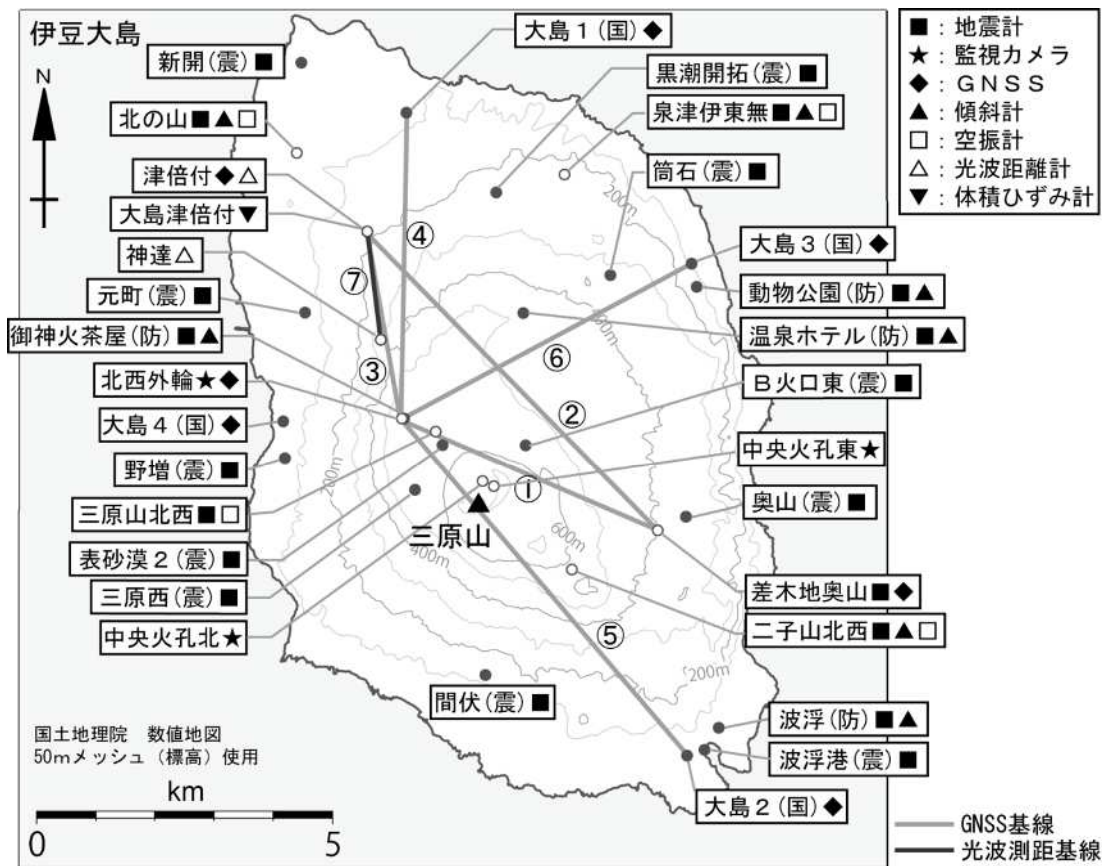 伊豆大島
N
新開(震)■
北の山■▲□
津倍付◆△
大島津倍付▼
神達△
元町(震)■
御神火茶屋(防)■▲
北西外輪★◆
大島4(国)◆
野増(震)■
三原山北西■□
表砂漠2(震)■
三原西(震)■
中央火孔北★
大島1(国)◆
黒潮開拓(震)■
泉津伊東無■▲□
筒石(震)■
大島3(国)◆
動物公園(防)■▲
温泉ホテル(防)■▲
B火口東(震)■
中央火孔東★
奥山(震)■
差木地奥山■◆
二子山北西■▲□
波浮(防)■▲
波浮港(震)■
大島2(国)◆
間伏(震)■
④
⑦
③
⑥
②
①
⑤
▲
三原山
200m
200m
400m
600m
200m
国土地理院 数値地図
50mメッシュ(標高)使用
km
0 5
■:地震計
★:監視カメラ
◆:GNSS
▲:傾斜計
□:空振計
△:光波距離計
▼:体積ひずみ計
GNSS基線
光波測距基線